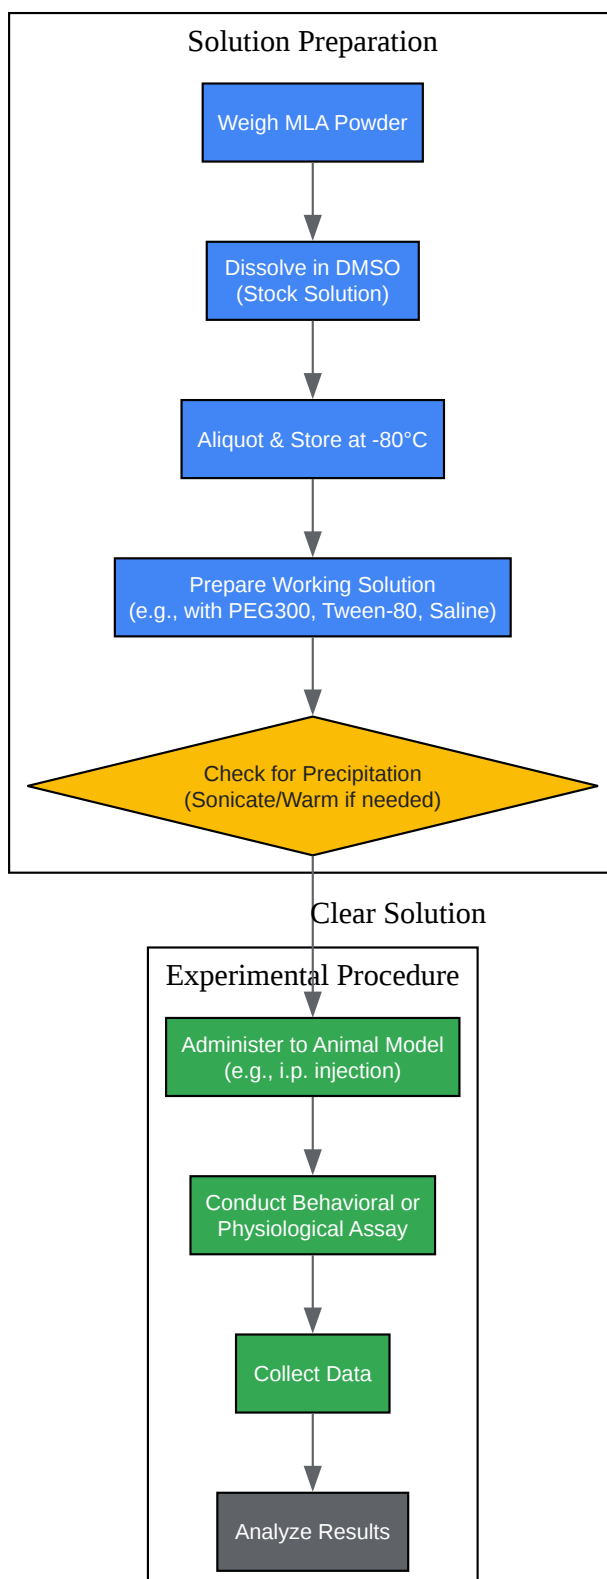 Solution Preparation
Weigh MLA Powder
Dissolve in DMSO
(Stock Solution)
Aliquot & Store at -80°C
Prepare Working Solution
(e.g., with PEG300, Tween-80, Saline)
Check for Precipitation
(Sonicate/Warm if needed)
Clear Solution
Experimental Procedure
Administer to Animal Model
(e.g., i.p. injection)
Conduct Behavioral or
Physiological Assay
Collect Data
Analyze Results